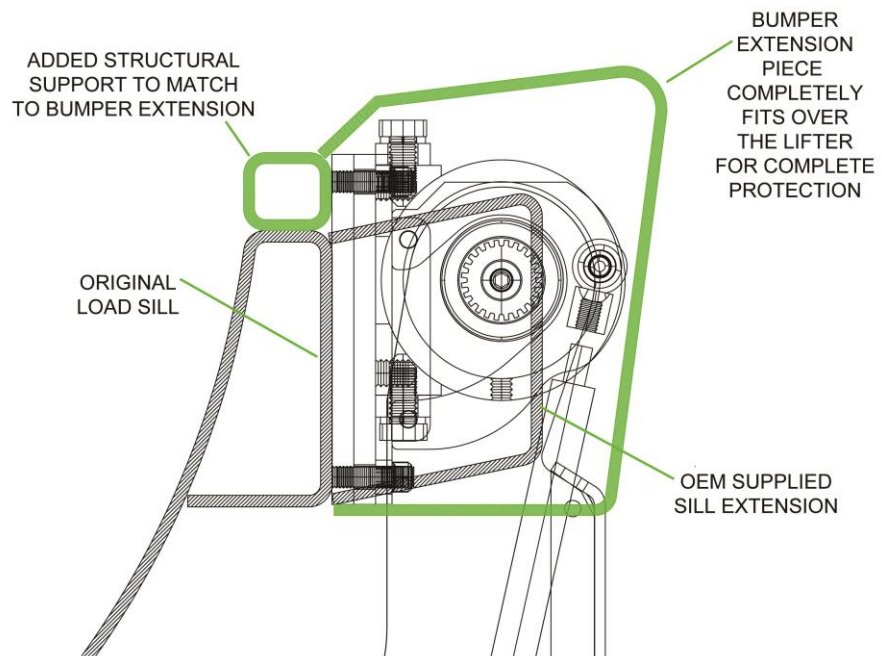 ADDED STRUCTURAL
SUPPORT TO MATCH
TO BUMPER EXTENSION
BUMPER
EXTENSION
PIECE
COMPLETELY
FITS OVER
THE LIFTER
FOR COMPLETE
PROTECTION
ORIGINAL
LOAD SILL
OEM SUPPLIED
SILL EXTENSION